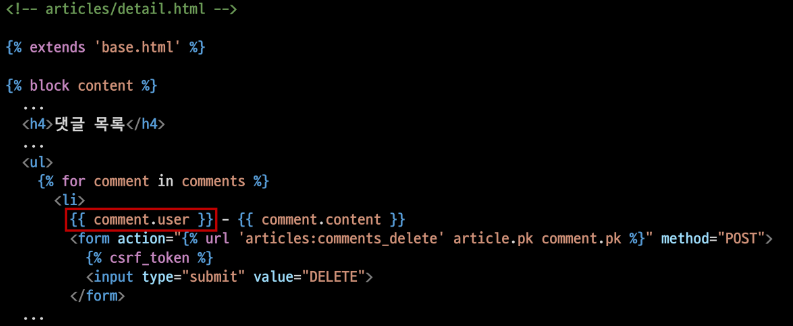 <!-- articles/detail.html -->
{% extends 'base.html' %}
{% block content %}
...
<h4>댓글 목록</h4>
...
<ul>
{% for comment in comments %}
<li>
{{ comment.user }} - {{ comment.content }}
<form action="{% url 'articles:comments_delete' article.pk comment.pk %}" method="POST">
{% csrf_token %}
<input type="submit" value="DELETE">
</form>
...